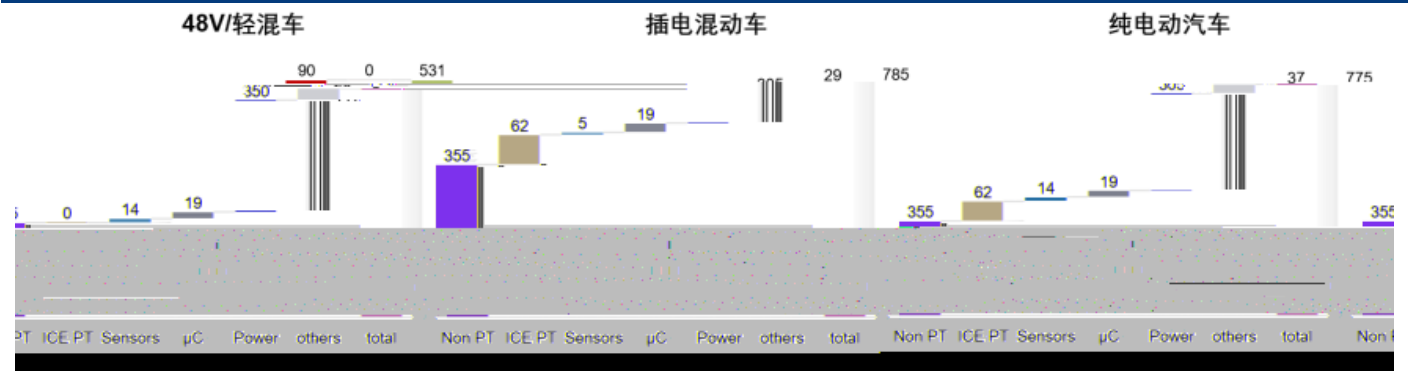 48V/轻混车 插电混动车 纯电动汽车
90 0 531
350
0 14 19
PT ICE PT Sensors µC Power others total
29 785
355 62 5 19
Non PT ICE PT Sensors µC Power others total
37 775
355 62 14 19
Non PT ICE PT Sensors µC Power others total
355
Non